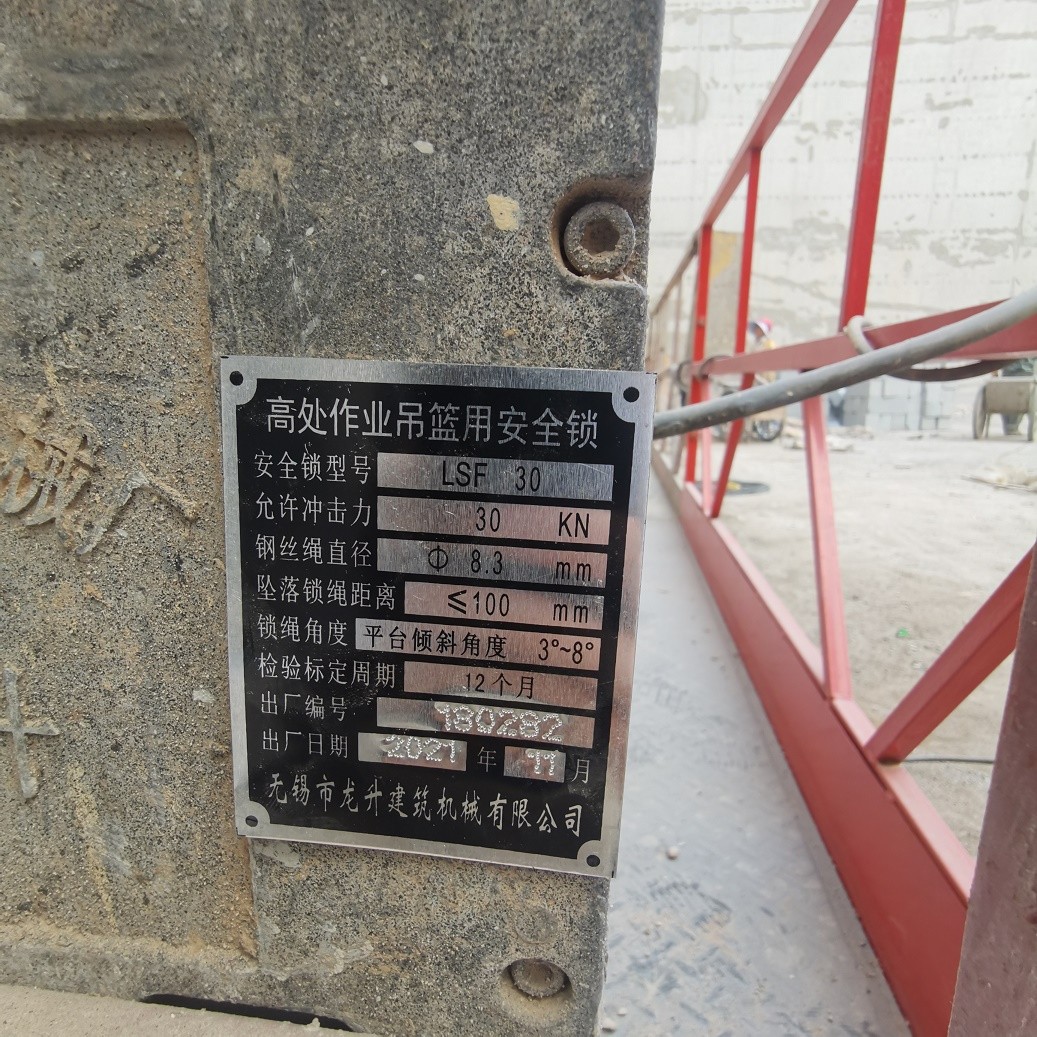 高处作业吊篮用安全锁
安全锁型号 LSF 30
允许冲击力 30 KN
钢丝绳直径 Φ 8.3 mm
坠落锁绳距离 ≤100 mm
锁绳角度 平台倾斜角度 3°~8°
检验标定周期 12个月
出厂编号 180282
出厂日期 2021 年 11 月
无锡市龙升建筑机械有限公司